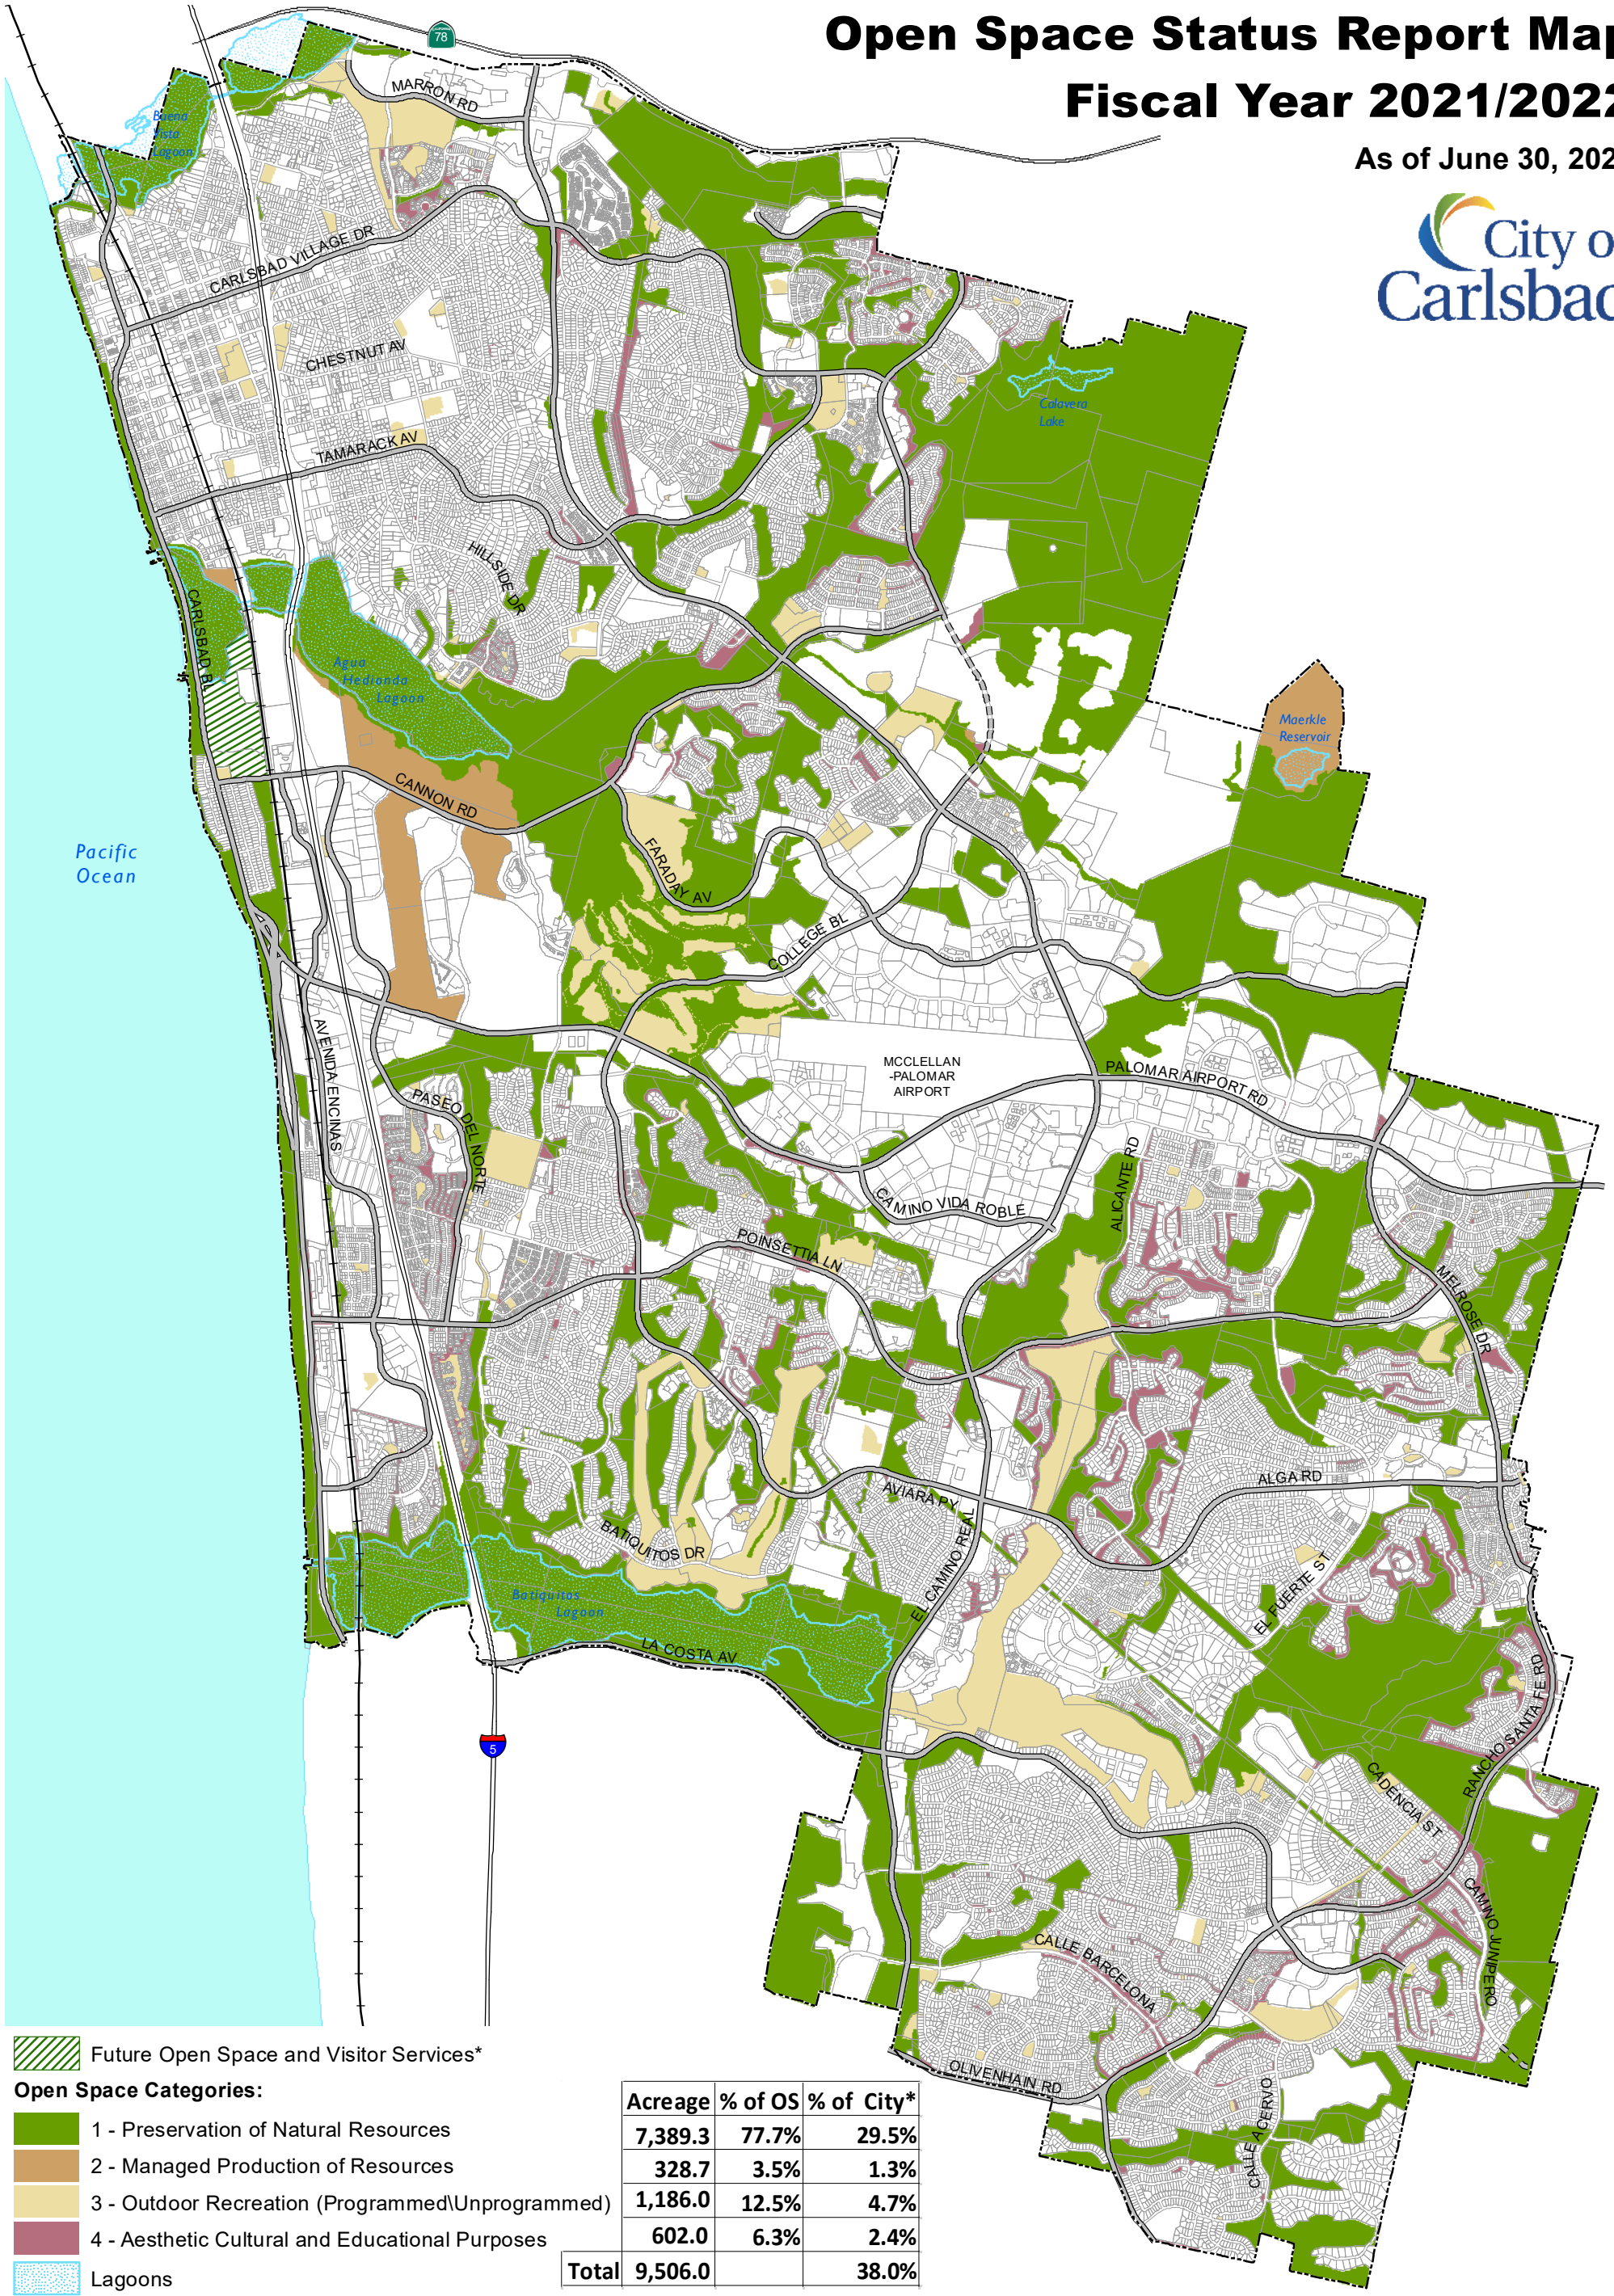 Open Space Status Report Map
Fiscal Year 2021/2022
As of June 30, 202
City o
Carlsbad
78
MARRON RD
Buena
Vista
Lagoon
CARLSBAD VILLAGE DR
CHESTNUT AV
TAMARACK AV
Calavera
Lake
HILLSIDE DR
CARLSBAD BL
Agua
Hedionda
Lagoon
Maerkle
Reservoir
CANNON RD
Pacific
Ocean
FARADAY AV
COLLEGE BL
AVENIDA ENCINAS
MCCLELLAN
-PALOMAR
AIRPORT
PALOMAR AIRPORT RD
PASEO DEL NORTE
ALICANTE RD
CAMINO VIDA ROBLE
POINSETTIA LN
MELROSE DR
ALGA RD
AVIARA PY
BATIQUITOS DR
EL CAMINO REAL
EL FUERTE ST
Batiquitos
Lagoon
LA COSTA AV
RANCHO SANTA FE RD
5
CADENCIA ST
CAMINO JUNIPERO
CALLE BARCELONA
OLIVENHAIN RD
CALLE ACERVO
Future Open Space and Visitor Services*
Open Space Categories:
1 - Preservation of Natural Resources
2 - Managed Production of Resources
3 - Outdoor Recreation (Programmed\Unprogrammed)
4 - Aesthetic Cultural and Educational Purposes
Lagoons
Acreage % of OS % of City*
7,389.3 77.7% 29.5%
328.7 3.5% 1.3%
1,186.0 12.5% 4.7%
602.0 6.3% 2.4%
Total 9,506.0 38.0%